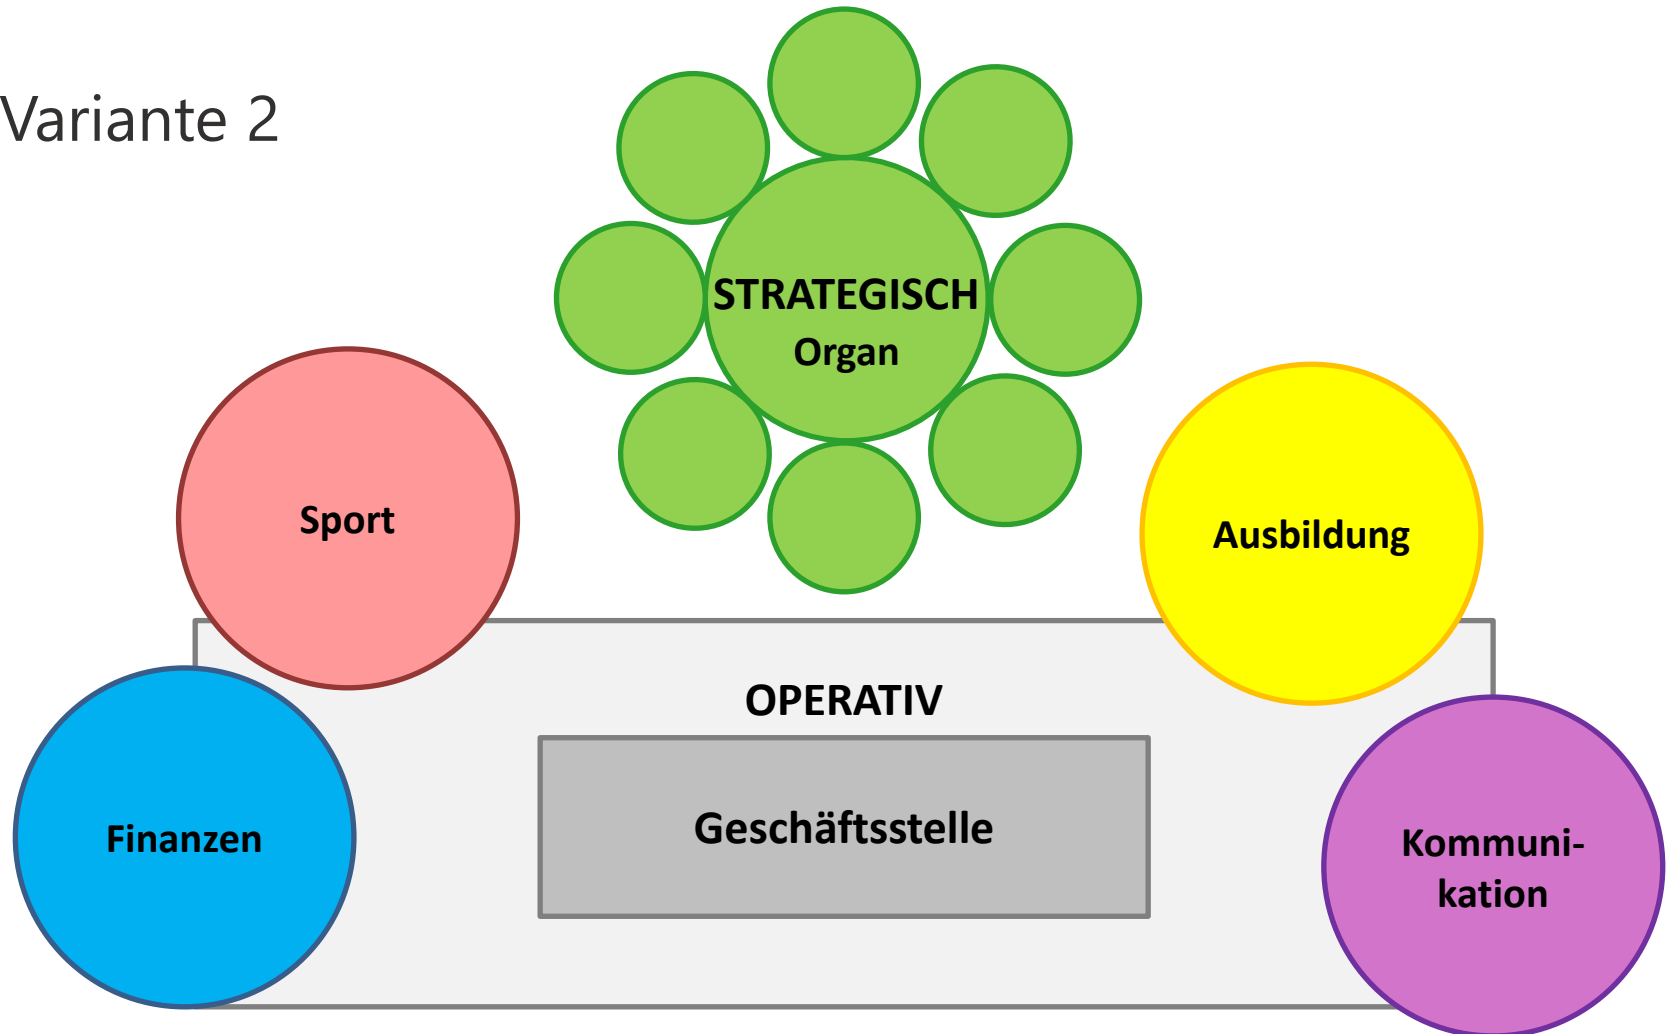 Variante 2
STRATEGISCH
Organ
Sport
Ausbildung
OPERATIV
Geschäftsstelle
Finanzen
Kommuni-
kation